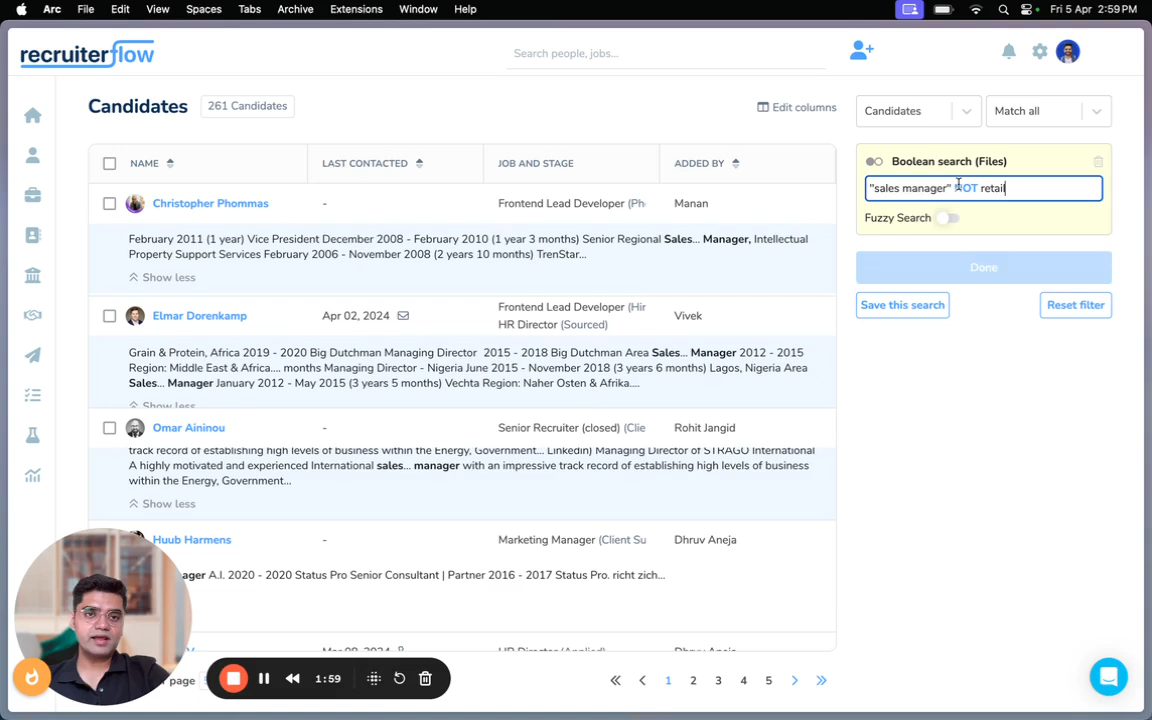 Arc File Edit View Spaces Tabs Archive Extensions Window Help Fri 5 Apr 2:59 PM
recruiterflow
Search people, jobs...
Candidates 261 Candidates
Edit columns
Candidates
Match all
NAME LAST CONTACTED JOB AND STAGE ADDED BY
Boolean search (Files)
"sales manager" NOT retail
Fuzzy Search
Done
Save this search
Reset filter
Christopher Phommas - Frontend Lead Developer (Ph- Manan
February 2011 (1 year) Vice President December 2008 - February 2010 (1 year 3 months) Senior Regional Sales... Manager, Intellectual
Property Support Services February 2006 - November 2008 (2 years 10 months) TrenStar...
Show less
Elmar Dorenkamp Apr 02, 2024 Frontend Lead Developer (Hir Vivek
HR Director (Sourced)
Grain & Protein, Africa 2019 - 2020 Big Dutchman Managing Director 2015 - 2018 Big Dutchman Area Sales... Manager 2012 - 2015
Region: Middle East & Africa.... months Managing Director - Nigeria June 2015 - November 2018 (3 years 6 months) Lagos, Nigeria Area
Sales... Manager January 2012 - May 2015 (3 years 5 months) Vechta Region: Naher Osten & Afrika....
Show less
Omar Aininou - Senior Recruiter (closed) (Clie Rohit Jangid
track record of establishing high levels of business within the Energy, Government... LinkedIn) Managing Director of STRAGO International
A highly motivated and experienced International sales... manager with an impressive track record of establishing high levels of business
within the Energy, Government...
Show less
Huub Harmens - Marketing Manager (Client Su Dhruv Aneja
ager A.I. 2020 - 2020 Status Pro Senior Consultant | Partner 2016 - 2017 Status Pro. richt zich...
HR Director (Applied) Dhruv Aneja
r page
1:59
1 2 3 4 5